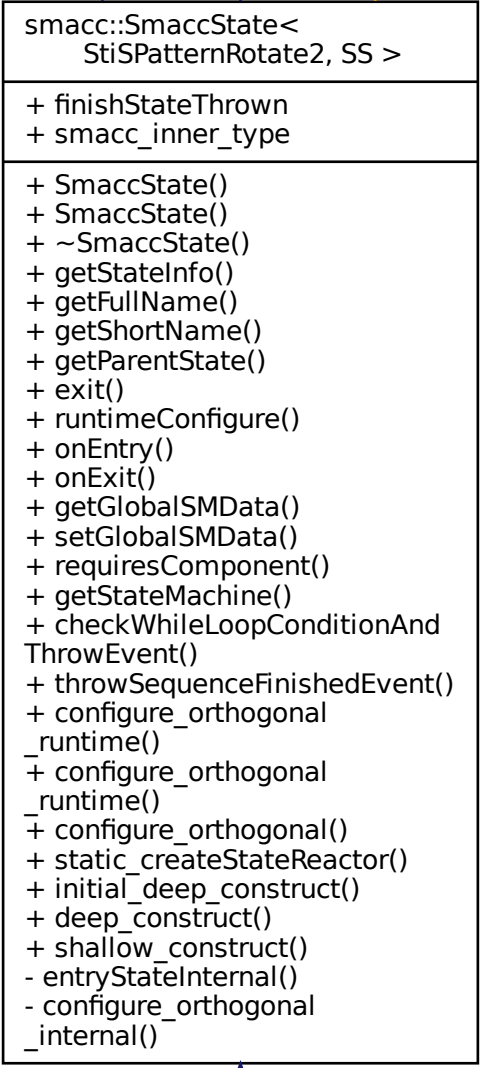 smacc::SmaccState<
StiSPatternRotate2, SS >
+ finishStateThrown
+ smacc_inner_type
+ SmaccState()
+ SmaccState()
+ ~SmaccState()
+ getStateInfo()
+ getFullName()
+ getShortName()
+ getParentState()
+ exit()
+ runtimeConfigure()
+ onEntry()
+ onExit()
+ getGlobalSMData()
+ setGlobalSMData()
+ requiresComponent()
+ getStateMachine()
+ checkWhileLoopConditionAnd
ThrowEvent()
+ throwSequenceFinishedEvent()
+ configure_orthogonal
_runtime()
+ configure_orthogonal
_runtime()
+ configure_orthogonal()
+ static_createStateReactor()
+ initial_deep_construct()
+ deep_construct()
+ shallow_construct()
- entryStateInternal()
- configure_orthogonal
_internal()